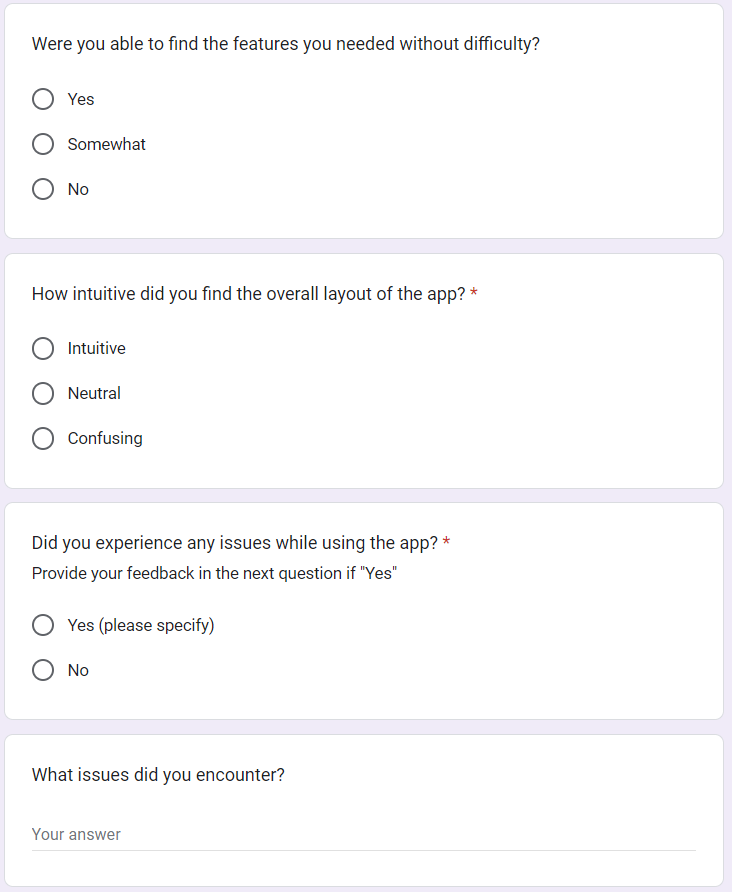 Were you able to find the features you needed without difficulty?
Yes
Somewhat
No
How intuitive did you find the overall layout of the app? *
Intuitive
Neutral
Confusing
Did you experience any issues while using the app? *
Provide your feedback in the next question if "Yes"
Yes (please specify)
No
What issues did you encounter?
Your answer